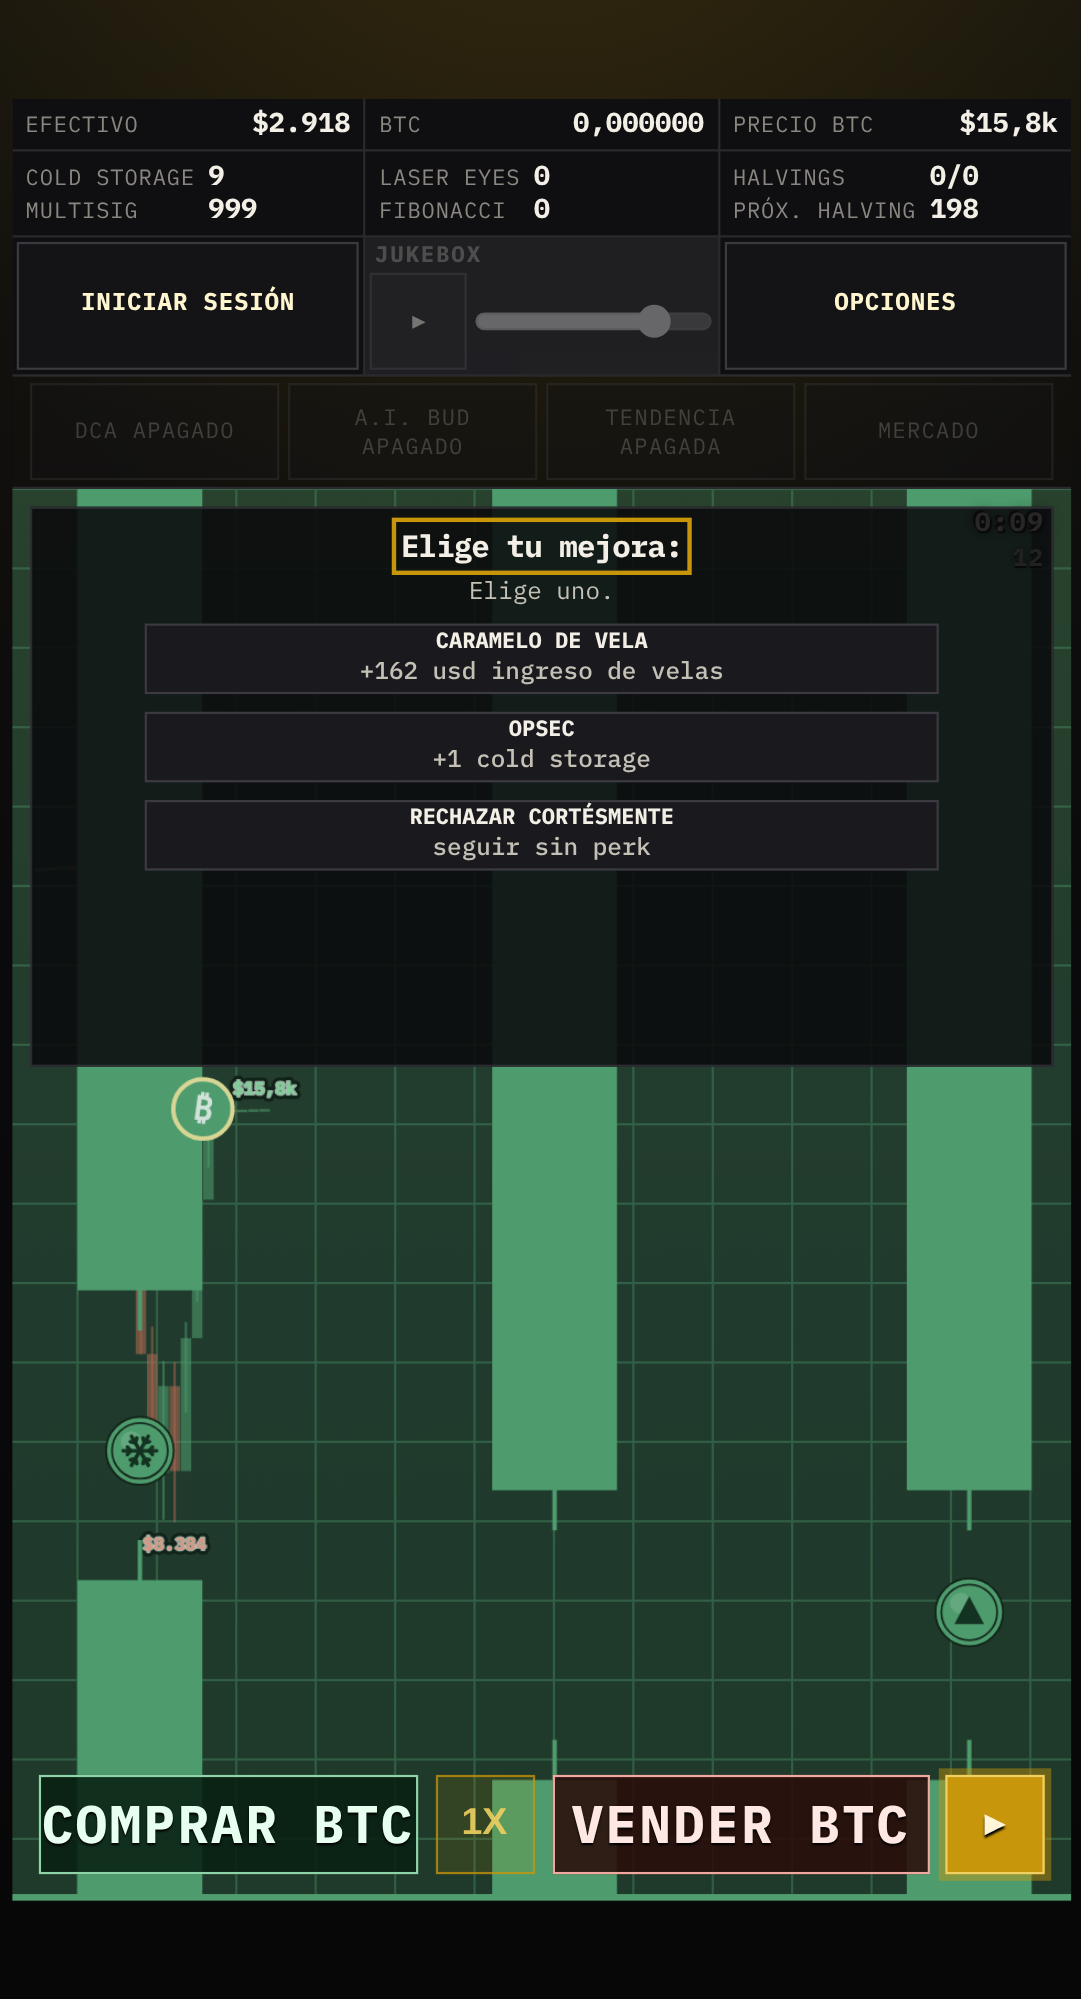 EFECTIVO $2.918 BTC 0,000000 PRECIO BTC $15,8k
COLD STORAGE 9 LASER EYES 0 HALVINGS 0/0
MULTISIG 999 FIBONACCI 0 PRÓX. HALVING 198
JUKEBOX
INICIAR SESIÓN
OPCIONES
DCA APAGADO
A.I. BUD
APAGADO
TENDENCIA
APAGADA
MERCADO
0:09
12
Elige tu mejora:
Elige uno.
CARAMELO DE VELA
+162 usd ingreso de velas
OPSEC
+1 cold storage
RECHAZAR CORTÉSMENTE
seguir sin perk
$15,8k
$8.384
COMPRAR BTC 1X VENDER BTC